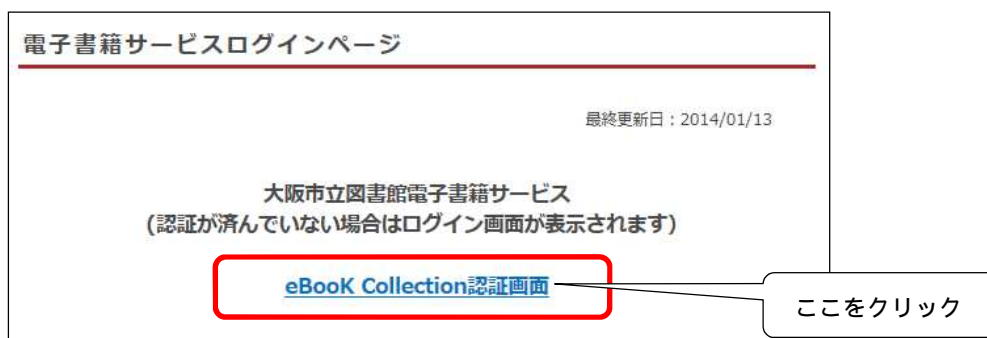 電子書籍サービスログインページ
最終更新日：2014/01/13
大阪市立図書館電子書籍サービス
(認証が済んでいない場合はログイン画面が表示されます)
eBooK Collection認証画面
ここをクリック